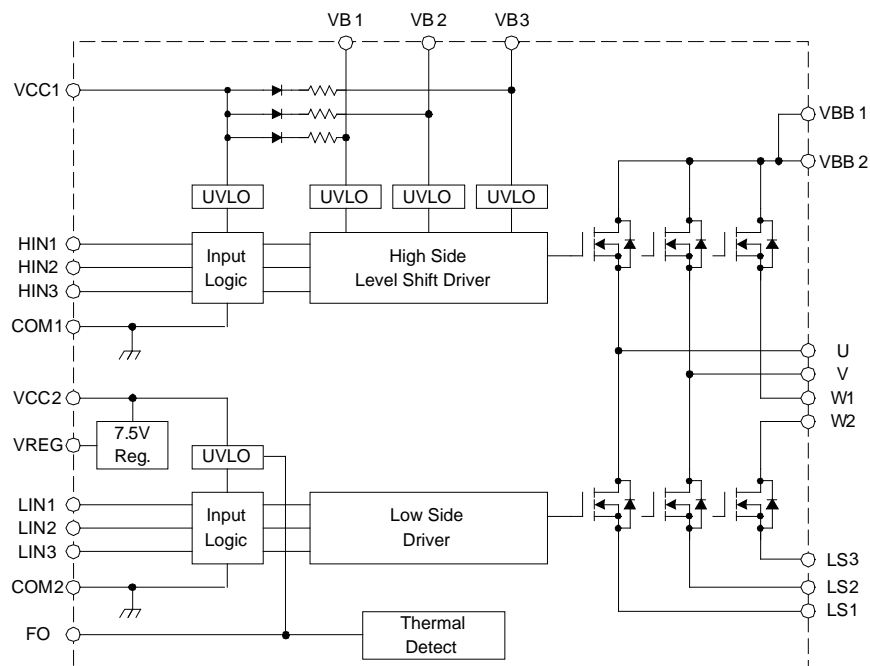 VB 1 VB 2 VB 3
VCC1
VBB 1
VBB 2
UVLO UVLO UVLO UVLO
HIN1
HIN2
HIN3
Input
Logic
High Side
Level Shift Driver
COM1
U
V
W1
W2
VCC2
VREG
7.5V
Reg.
UVLO
LIN1
LIN2
LIN3
Input
Logic
Low Side
Driver
COM2
LS3
LS2
LS1
FO
Thermal
Detect